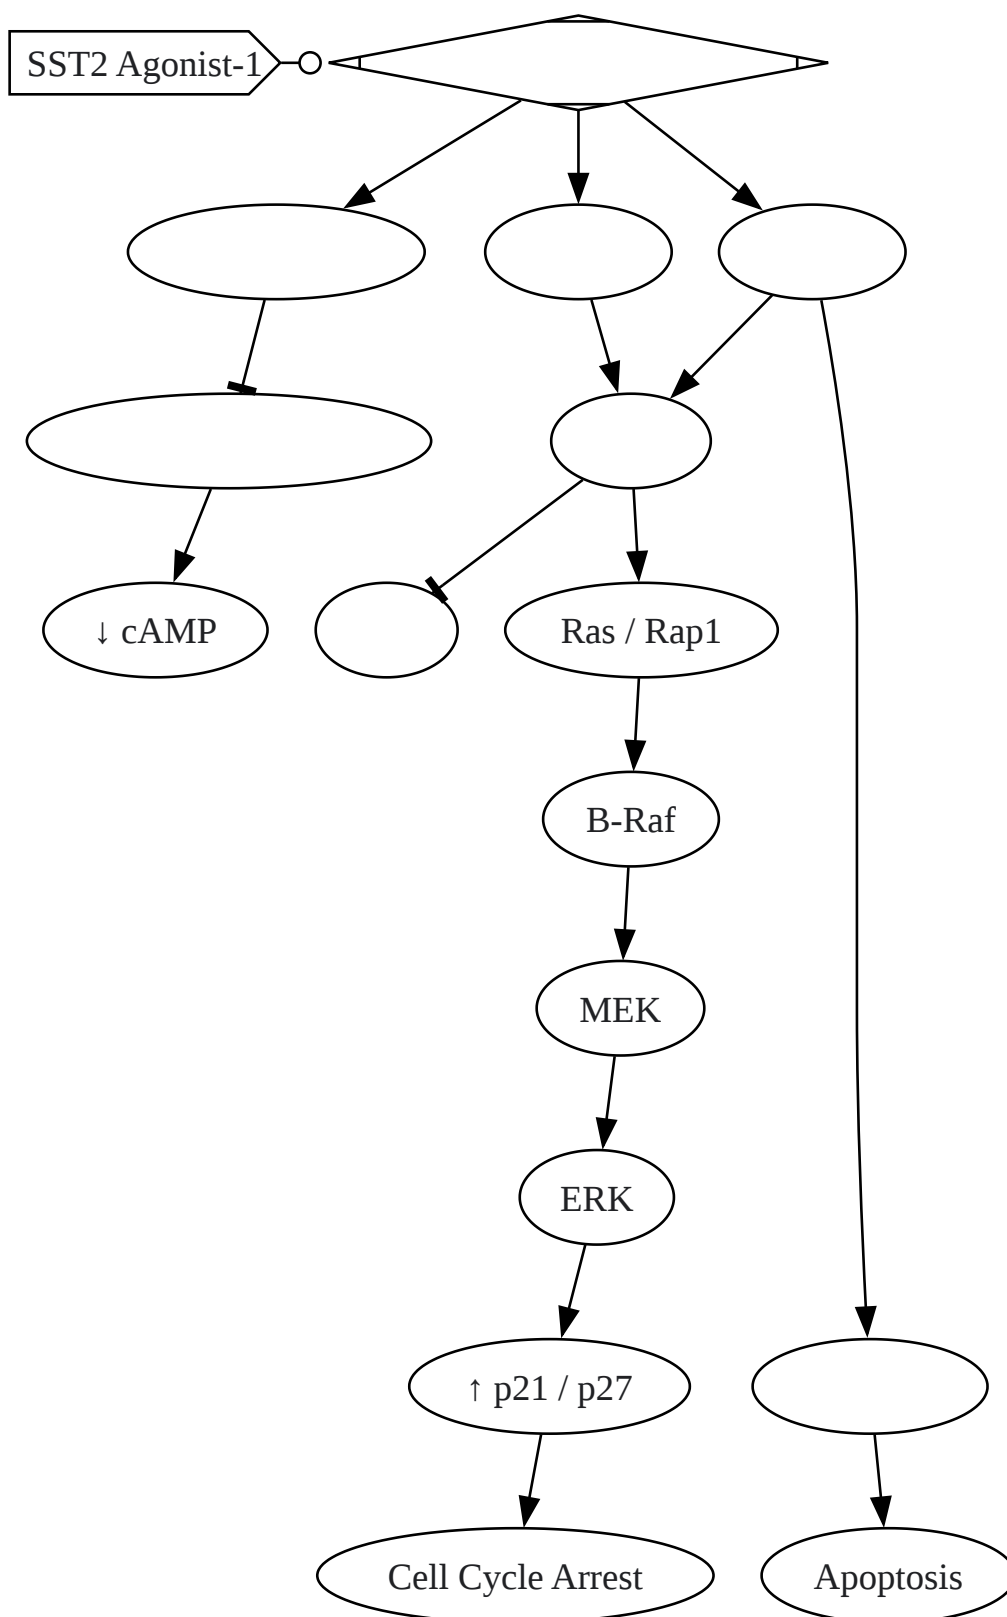 SST2 Agonist-1
↓ cAMP
Ras / Rap1
B-Raf
MEK
ERK
↑ p21 / p27
Cell Cycle Arrest
Apoptosis